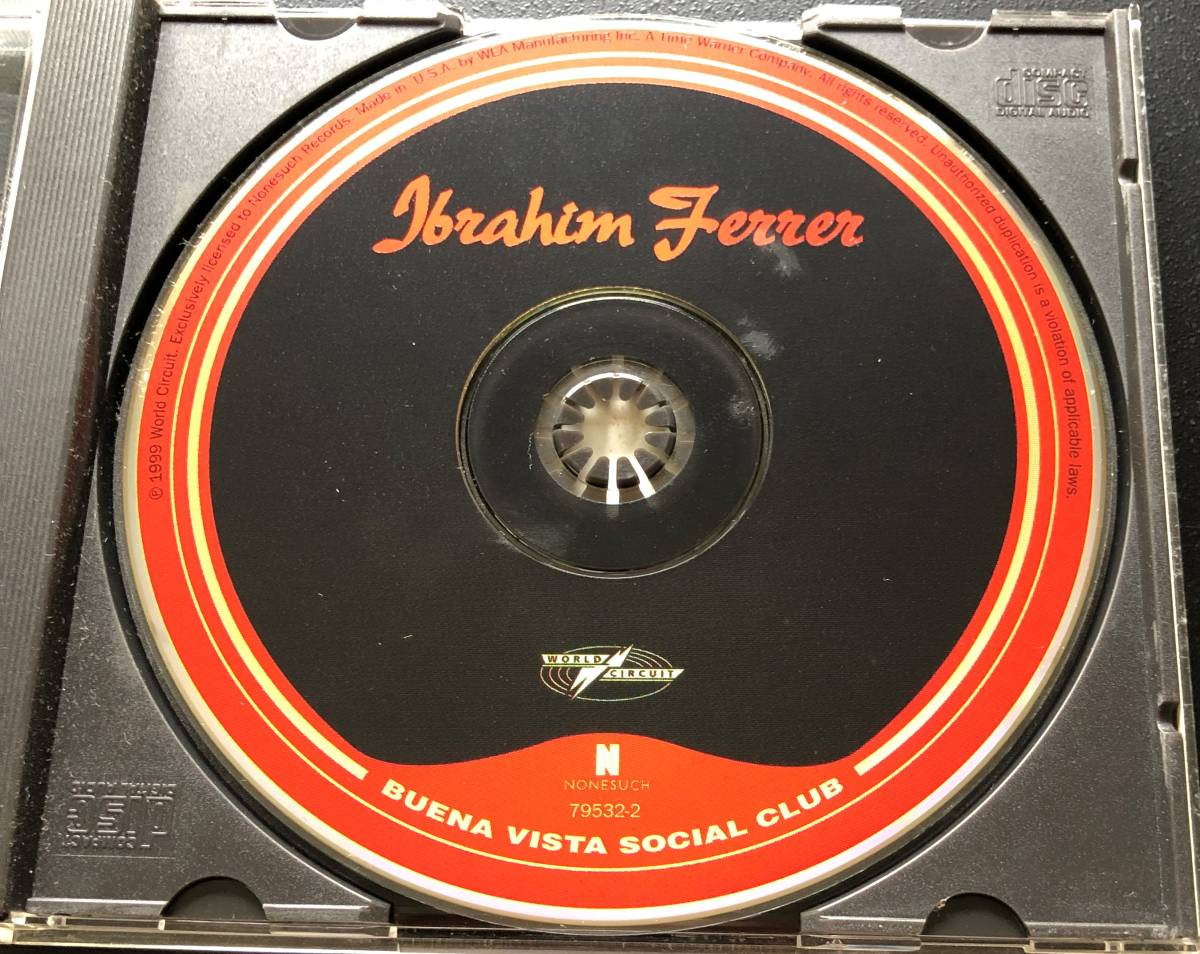 ℗ 1999 World Circuit. Exclusively licensed to Nonesuch Records. Made in U.S.A. by WEA Manufacturing Inc. A Time Warner Company. All rights reserved. Unauthorized duplication is a violation of applicable laws.
COMPACT
disc
DIGITAL AUDIO
Ibrahim Ferrer
WORLD
CIRCUIT
N
NONESUCH
79532-2
BUENA VISTA SOCIAL CLUB